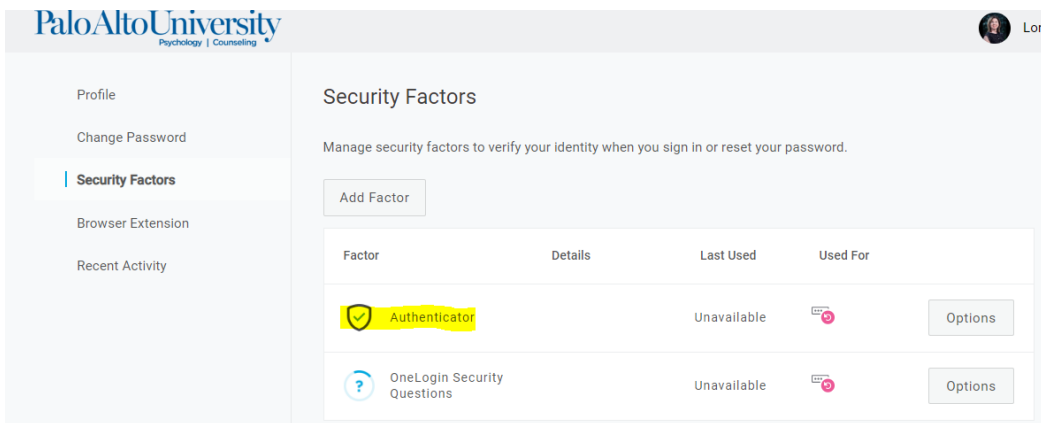 PaloAltoUniversity
Psychology | Counseling
Profile
Change Password
Security Factors
Browser Extension
Recent Activity
Security Factors
Manage security factors to verify your identity when you sign in or reset your password.
Add Factor
Factor Details Last Used Used For
Authenticator Unavailable Options
OneLogin Security
Questions
Unavailable Options